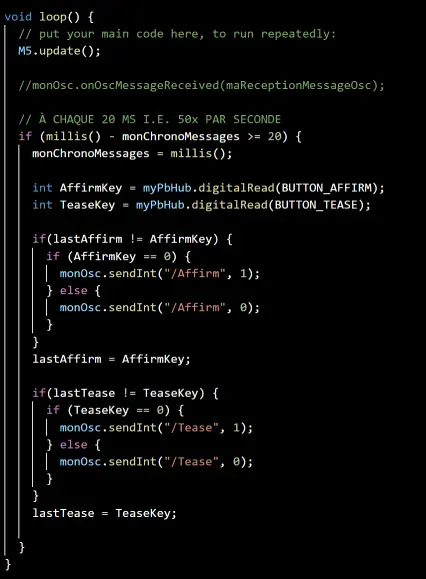 void loop() {
// put your main code here, to run repeatedly:
M5.update();
//monOsc.onOscMessageReceived(maReceptionMessageOsc);
// À CHAQUE 20 MS I.E. 50x PAR SECONDE
if (millis() - monChronoMessages >= 20) {
monChronoMessages = millis();
int AffirmKey = myPbHub.digitalRead(BUTTON_AFFIRM);
int TeaseKey = myPbHub.digitalRead(BUTTON_TEASE);
if(lastAffirm != AffirmKey) {
if (AffirmKey == 0) {
monOsc.sendInt("/Affirm", 1);
} else {
monOsc.sendInt("/Affirm", 0);
}
}
lastAffirm = AffirmKey;
if(lastTease != TeaseKey) {
if (TeaseKey == 0) {
monOsc.sendInt("/Tease", 1);
} else {
monOsc.sendInt("/Tease", 0);
}
}
lastTease = TeaseKey;
}
}